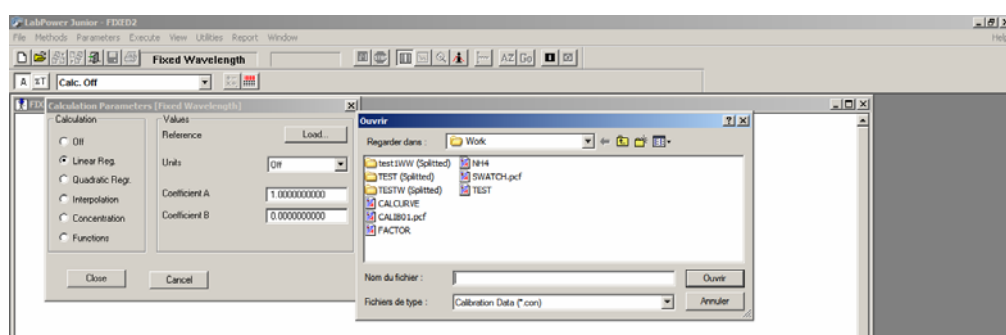 LabPower Junior - FIXED2
File Methods Parameters Execute View Utilities Report Window Help
Fixed Wavelength
AZ Go
A %T Calc. Off
FIX
Calculation Parameters [Fixed Wavelength]
Calculation
Off
Linear Reg.
Quadratic Regr.
Interpolation
Concentration
Functions
Values
Reference Load...
Units Off
Coefficient A 1.0000000000
Coefficient B 0.0000000000
Close Cancel
Ouvrir
Regarder dans : Work
test1WW (Splitted) NH4
TEST (Splitted) SWATCH.pcf
TESTW (Splitted) TEST
CALCURVE
CALIB01.pcf
FACTOR
Nom du fichier : Ouvrir
Fichiers de type : Calibration Data (*.con) Annuler